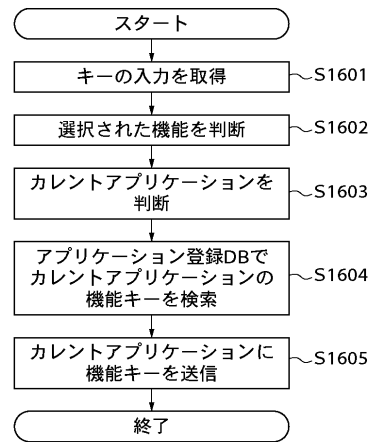 スタート
キーの入力を取得
S1601
選択された機能を判断
S1602
カレントアプリケーションを
判断
S1603
アプリケーション登録DBで
カレントアプリケーションの
機能キーを検索
S1604
カレントアプリケーションに
機能キーを送信
S1605
終了